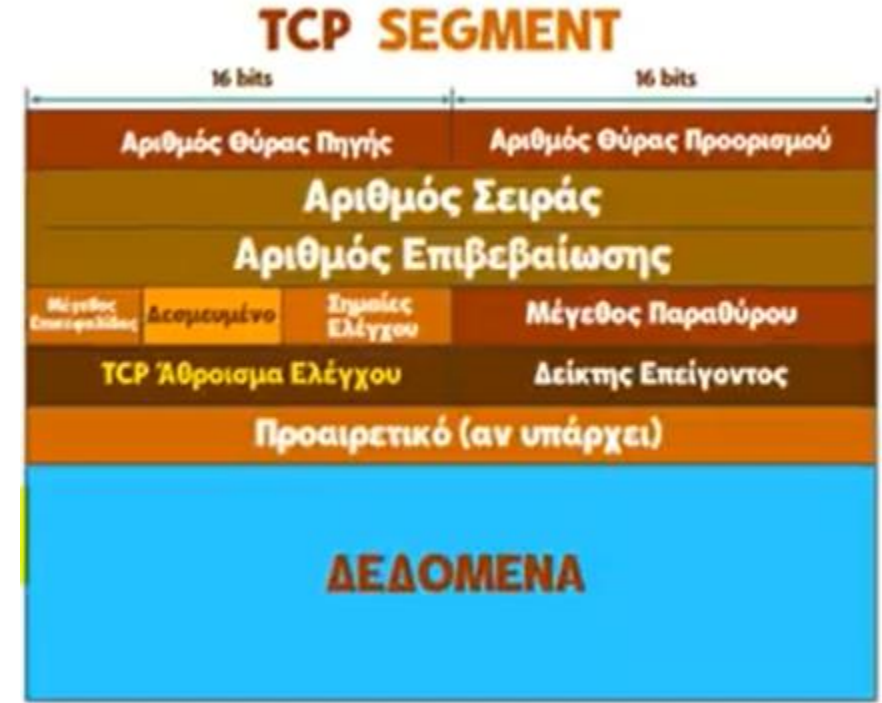 TCP SEGMENT
16 bits 16 bits
Αριθμός Θύρας Πηγής Αριθμός Θύρας Προορισμού
Αριθμός Σειράς
Αριθμός Επιβεβαίωσης
Μέγεθος Επικεφαλίδας Δεσμευμένο Σημαίες Ελέγχου Μέγεθος Παραθύρου
TCP Άθροισμα Ελέγχου Δείκτης Επείγοντος
Προαιρετικό (αν υπάρχει)
ΔΕΔΟΜΕΝΑ